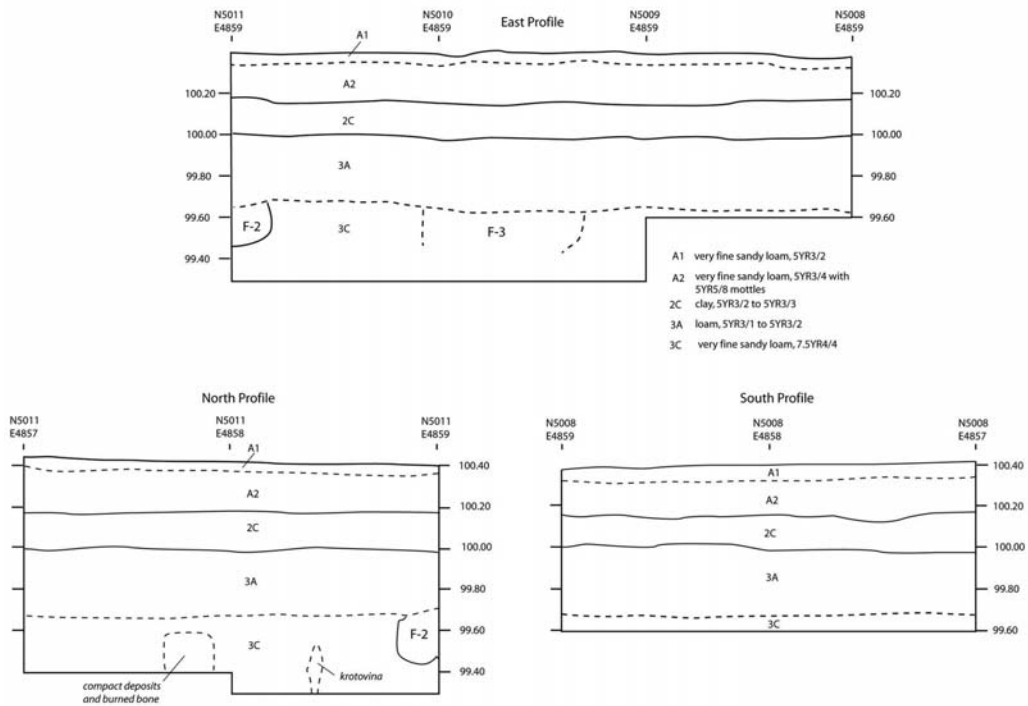 East Profile
N5011
E4859
N5010
E4859
N5009
E4859
N5008
E4859
A1
A2
2C
3A
3C
F-2
F-3
100.20
100.00
99.80
99.60
99.40
100.20
100.00
99.80
99.60
A1 very fine sandy loam, 5YR3/2
A2 very fine sandy loam, 5YR3/4 with
5YR5/8 mottles
2C clay, 5YR3/2 to 5YR3/3
3A loam, 5YR3/1 to 5YR3/2
3C very fine sandy loam, 7.5YR4/4
North Profile
N5011
E4857
N5011
E4858
N5011
E4859
A1
A2
2C
3A
3C
F-2
compact deposits
and burned bone
krotovina
South Profile
N5008
E4859
N5008
E4858
N5008
E4857
A1
A2
2C
3A
3C
100.40
100.20
100.00
99.80
99.60
99.40
100.40
100.20
100.00
99.80
99.60